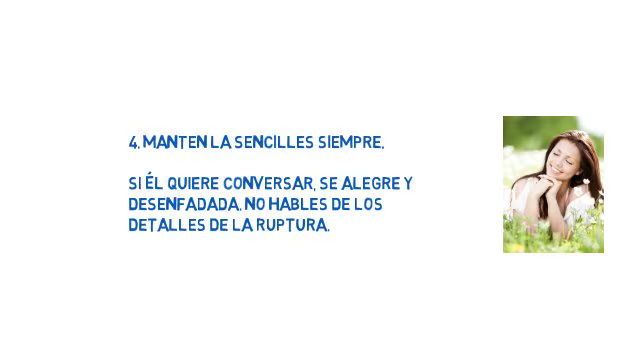 4. MANTEN LA SENCILLES SIEMPRE.
SI ÉL QUIERE CONVERSAR, SE ALEGRE Y
DESENFADADA. NO HABLES DE LOS
DETALLES DE LA RUPTURA.